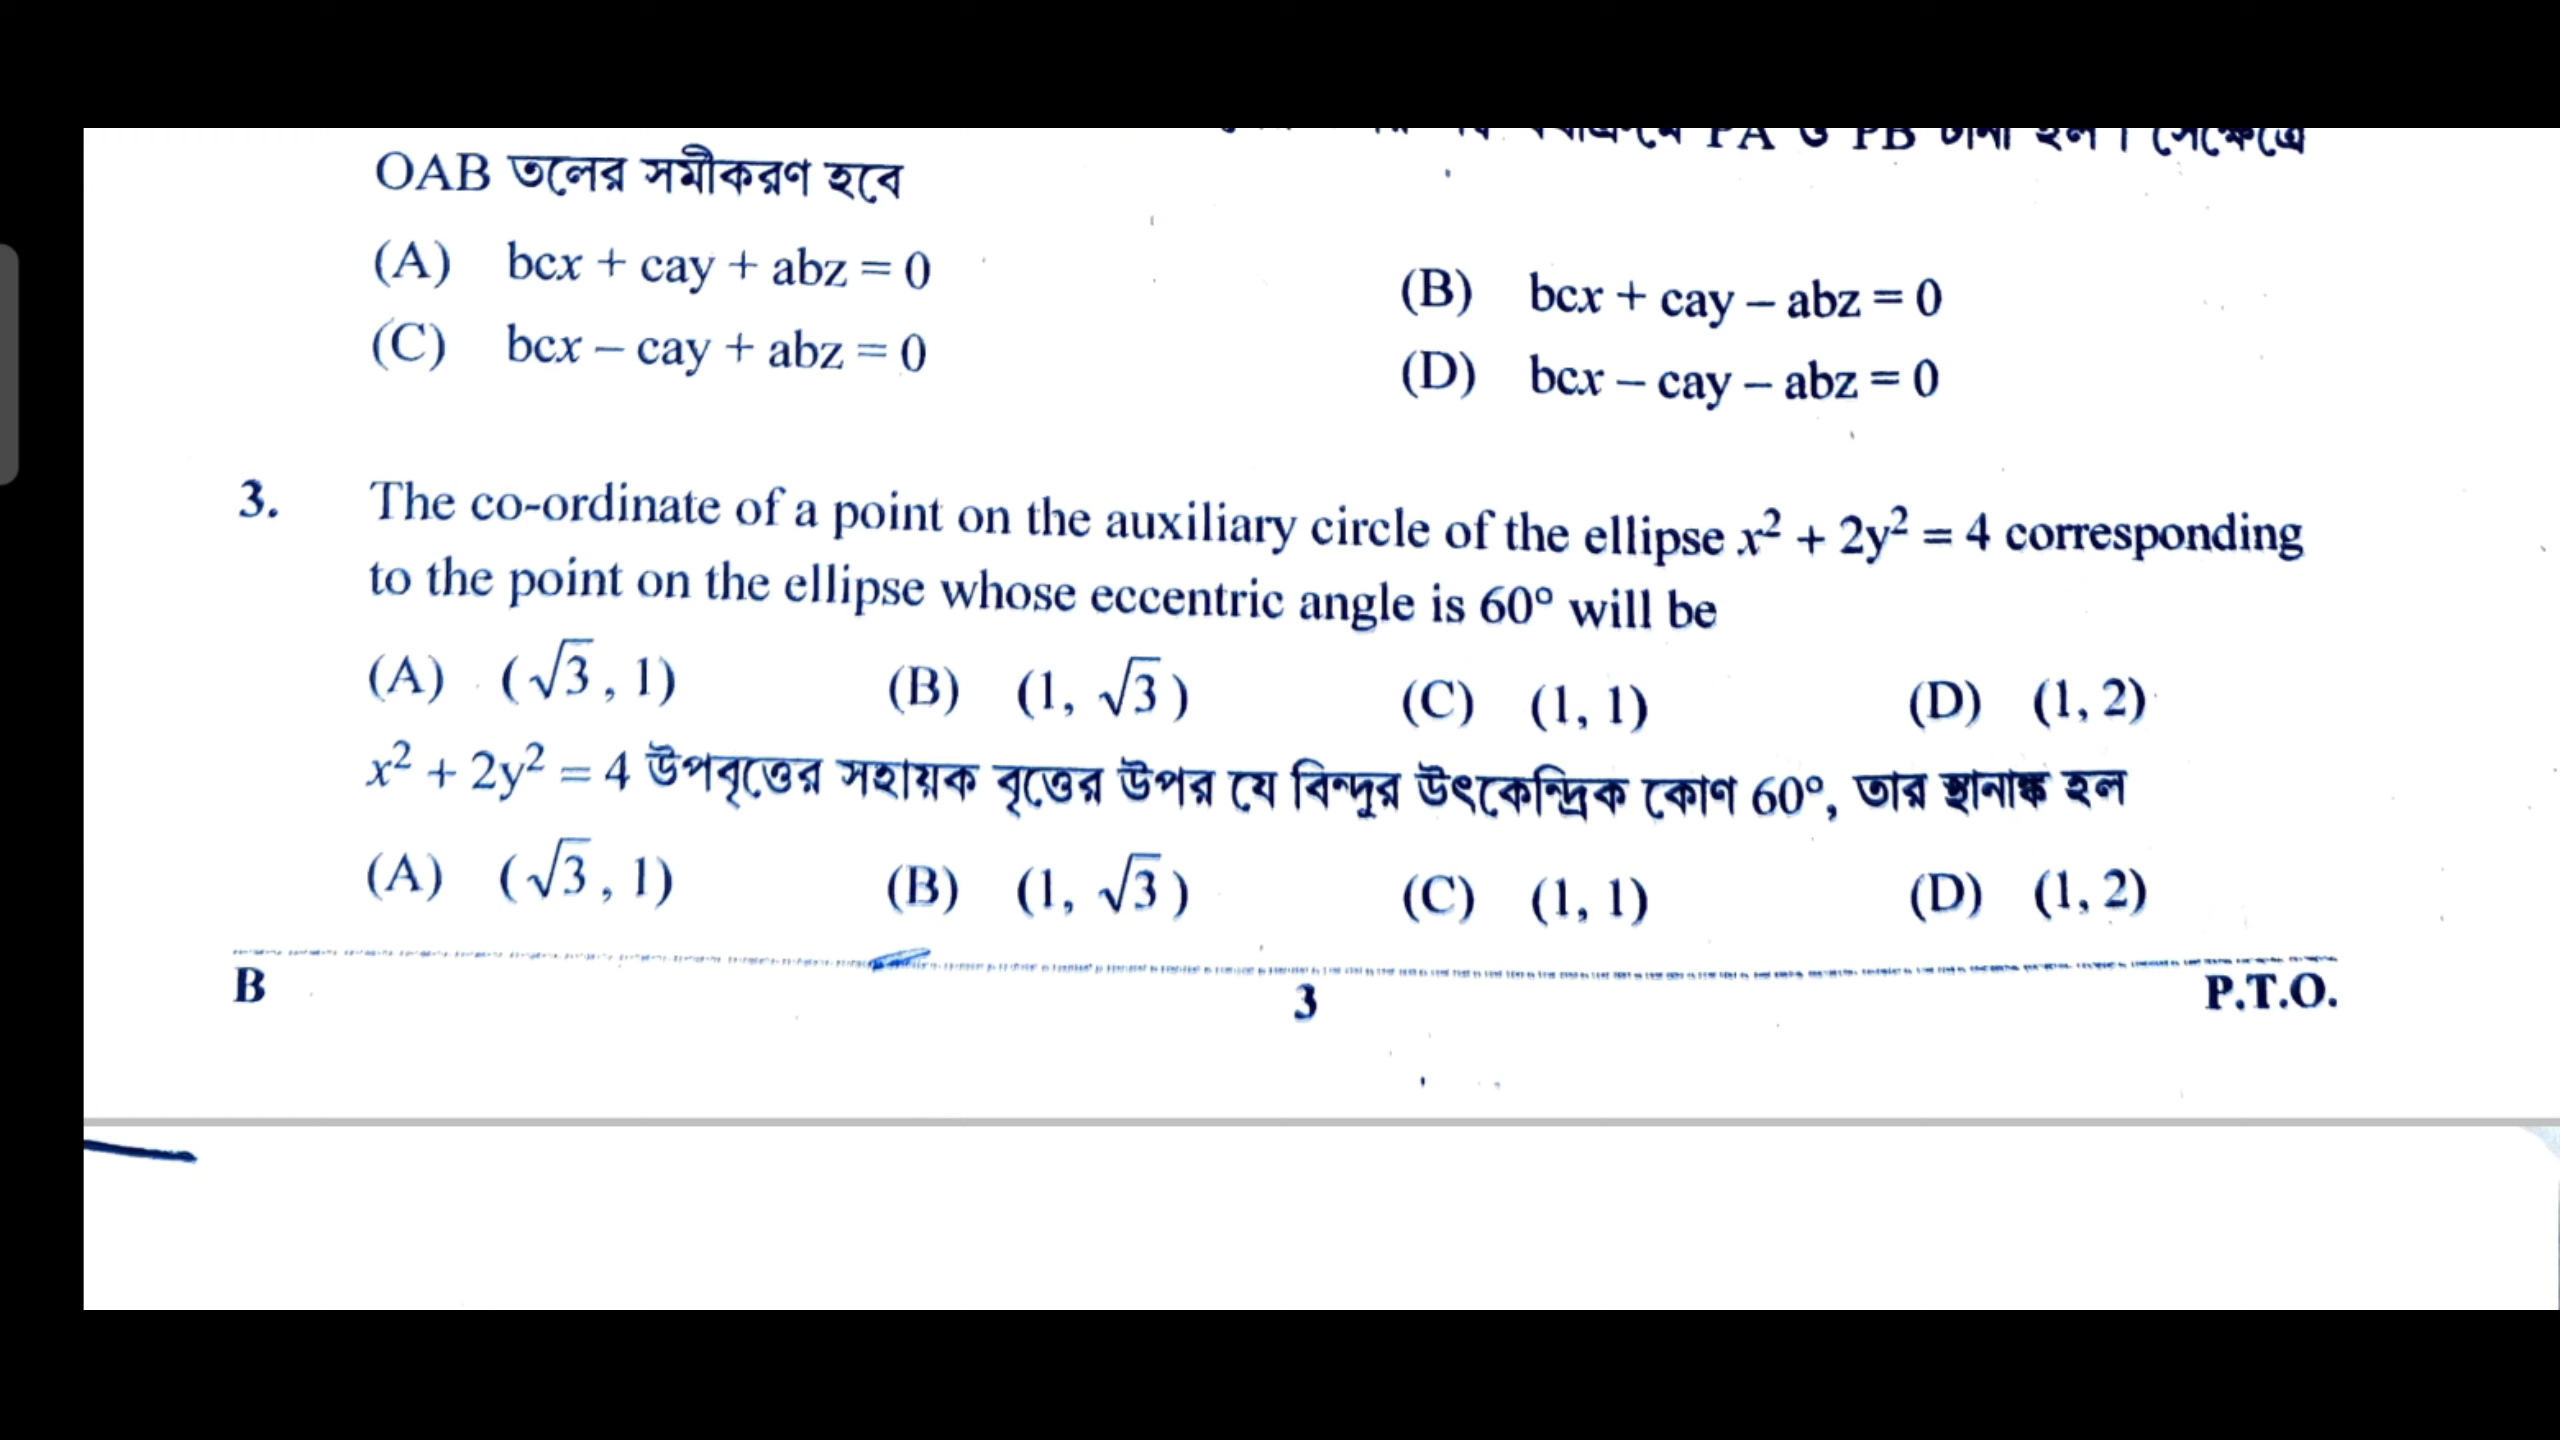 PA ও PB টানা হল। সেক্ষেত্রে
OAB তলের সমীকরণ হবে
(A) bcx + cay + abz = 0 (B) bcx + cay – abz = 0
(C) bcx – cay + abz = 0 (D) bcx – cay – abz = 0
3. The co-ordinate of a point on the auxiliary circle of the ellipse x² + 2y² = 4 corresponding
to the point on the ellipse whose eccentric angle is 60° will be
(A) (√3, 1) (B) (1, √3) (C) (1, 1) (D) (1, 2)
x² + 2y² = 4 উপবৃত্তের সহায়ক বৃত্তের উপর যে বিন্দুর উৎকেন্দ্রিক কোণ 60°, তার স্থানাঙ্ক হল
(A) (√3, 1) (B) (1, √3) (C) (1, 1) (D) (1, 2)
B 3 P.T.O.